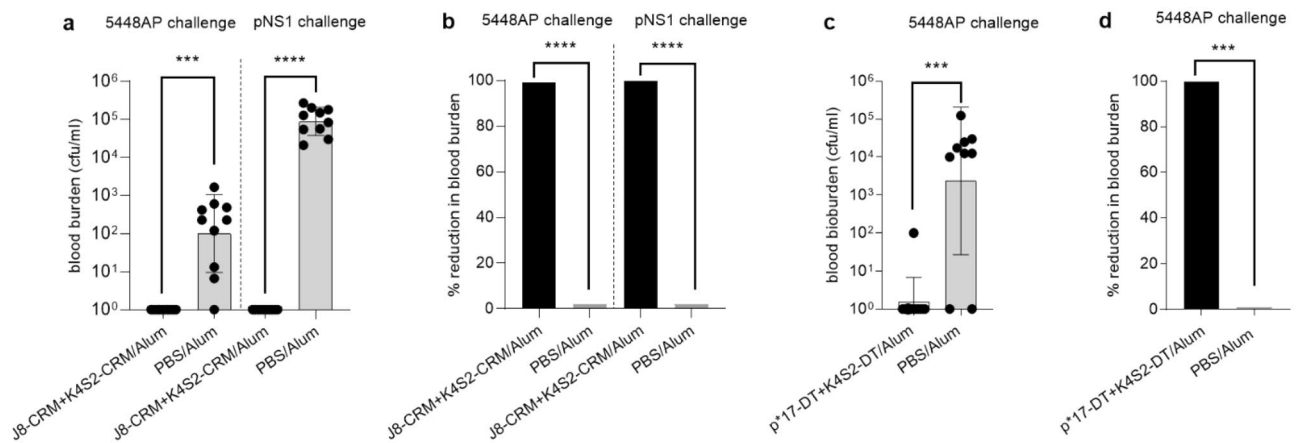 a
5448AP challenge
pNS1 challenge
***
****
blood burden (cfu/ml)
10⁶
10⁵
10⁴
10³
10²
10¹
10⁰
J8-CRM+K4S2-CRM/Alum
PBS/Alum
J8-CRM+K4S2-CRM/Alum
PBS/Alum
b
5448AP challenge
pNS1 challenge
****
****
% reduction in blood burden
100
80
60
40
20
0
J8-CRM+K4S2-CRM/Alum
PBS/Alum
J8-CRM+K4S2-CRM/Alum
PBS/Alum
c
5448AP challenge
***
blood bioburden (cfu/ml)
10⁶
10⁵
10⁴
10³
10²
10¹
10⁰
p*17-DT+K4S2-DT/Alum
PBS/Alum
d
5448AP challenge
***
% reduction in blood burden
100
80
60
40
20
0
p*17-DT+K4S2-DT/Alum
PBS/Alum